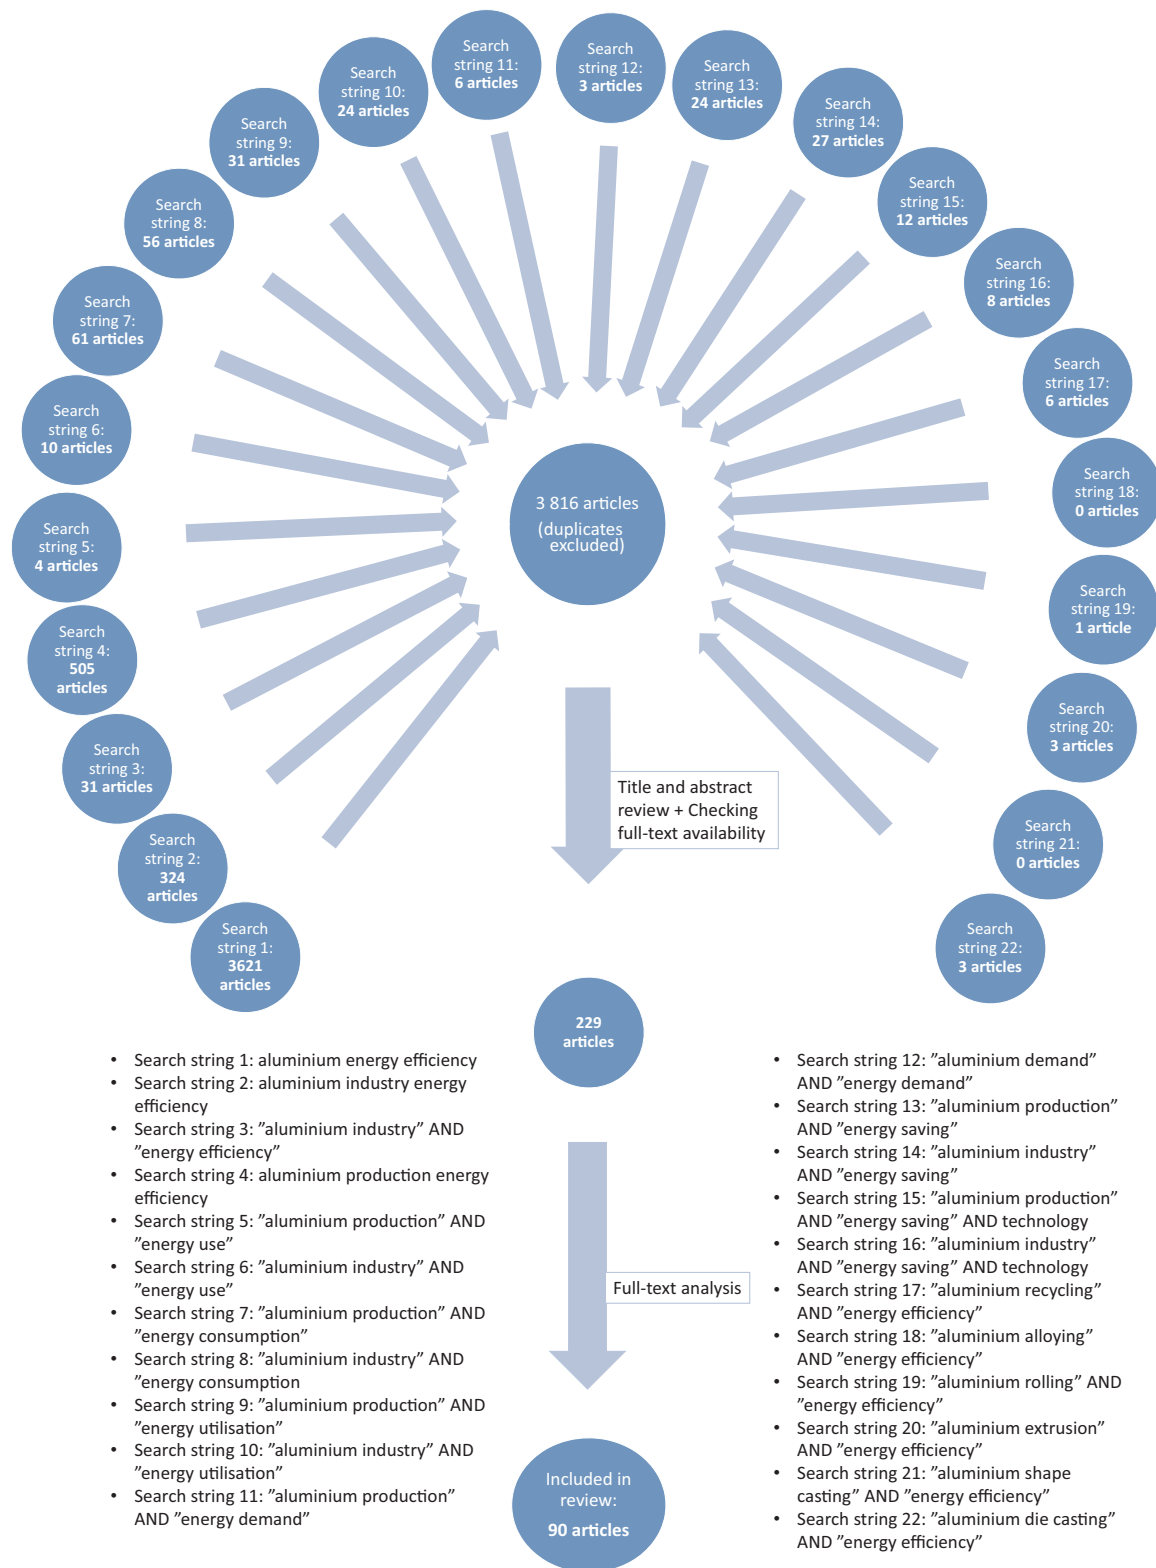 Search
string 1:
3621
articles
Search
string 2:
324
articles
Search
string 3:
31 articles
Search
string 4:
505
articles
Search
string 5:
4 articles
Search
string 6:
10 articles
Search
string 7:
61 articles
Search
string 8:
56 articles
Search
string 9:
31 articles
Search
string 10:
24 articles
Search
string 11:
6 articles
Search
string 12:
3 articles
Search
string 13:
24 articles
Search
string 14:
27 articles
Search
string 15:
12 articles
Search
string 16:
8 articles
Search
string 17:
6 articles
Search
string 18:
0 articles
Search
string 19:
1 article
Search
string 20:
3 articles
Search
string 21:
0 articles
Search
string 22:
3 articles
3 816 articles
(duplicates
excluded)
Title and abstract
review + Checking
full-text availability
229
articles
Full-text analysis
Included in
review:
90 articles
• Search string 1: aluminium energy efficiency
• Search string 2: aluminium industry energy
efficiency
• Search string 3: ”aluminium industry” AND
”energy efficiency”
• Search string 4: aluminium production energy
efficiency
• Search string 5: ”aluminium production” AND
”energy use”
• Search string 6: ”aluminium industry” AND
”energy use”
• Search string 7: ”aluminium production” AND
”energy consumption”
• Search string 8: ”aluminium industry” AND
”energy consumption
• Search string 9: ”aluminium production” AND
”energy utilisation”
• Search string 10: ”aluminium industry” AND
”energy utilisation”
• Search string 11: ”aluminium production”
AND ”energy demand”
• Search string 12: ”aluminium demand”
AND ”energy demand”
• Search string 13: ”aluminium production”
AND ”energy saving”
• Search string 14: ”aluminium industry”
AND ”energy saving”
• Search string 15: ”aluminium production”
AND ”energy saving” AND technology
• Search string 16: ”aluminium industry”
AND ”energy saving” AND technology
• Search string 17: ”aluminium recycling”
AND ”energy efficiency”
• Search string 18: ”aluminium alloying”
AND ”energy efficiency”
• Search string 19: ”aluminium rolling” AND
”energy efficiency”
• Search string 20: ”aluminium extrusion”
AND ”energy efficiency”
• Search string 21: ”aluminium shape
casting” AND ”energy efficiency”
• Search string 22: ”aluminium die casting”
AND ”energy efficiency”